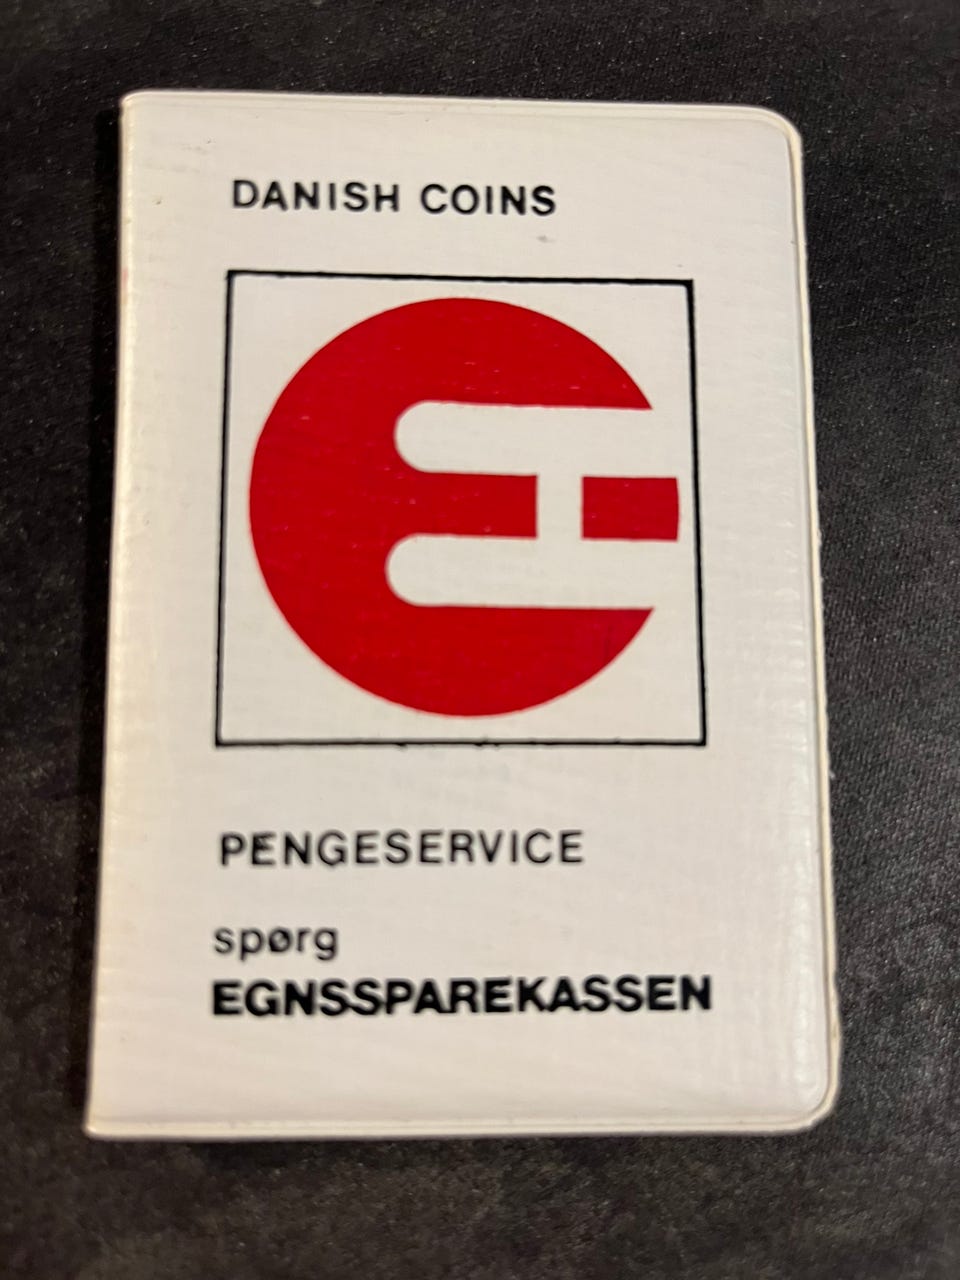 DANISH COINS
PENGESERVICE
spørg
EGNSSPAREKASSEN